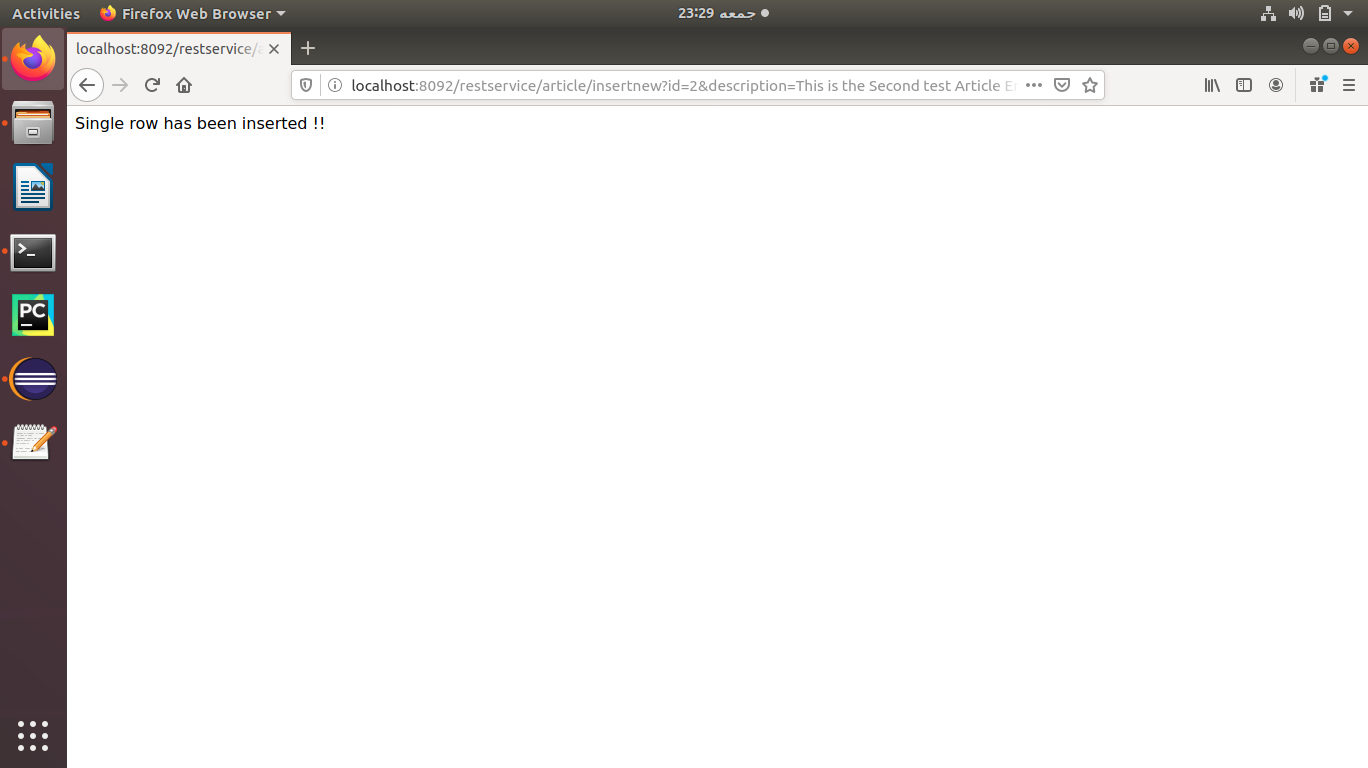 Activities Firefox Web Browser 23:29 جمعه
localhost:8092/restservice/a
localhost:8092/restservice/article/insertnew?id=2&description=This is the Second test Article E
Single row has been inserted !!
PC